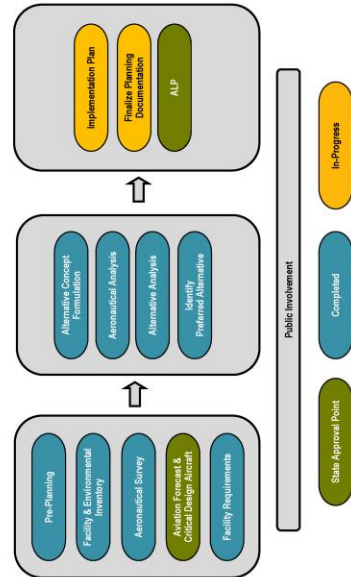 Pre-Planning
Facility & Environmental
Inventory
Aeronautical Survey
Aviation Forecast &
Critical Design Aircraft
Facility Requirements
Alternative Concept
Formulation
Aeronautical Analysis
Alternative Analysis
Identify
Preferred Alternative
Implementation Plan
Finalize Planning
Documentation
ALP
Public Involvement
State Approval Point
Completed
In-Progress